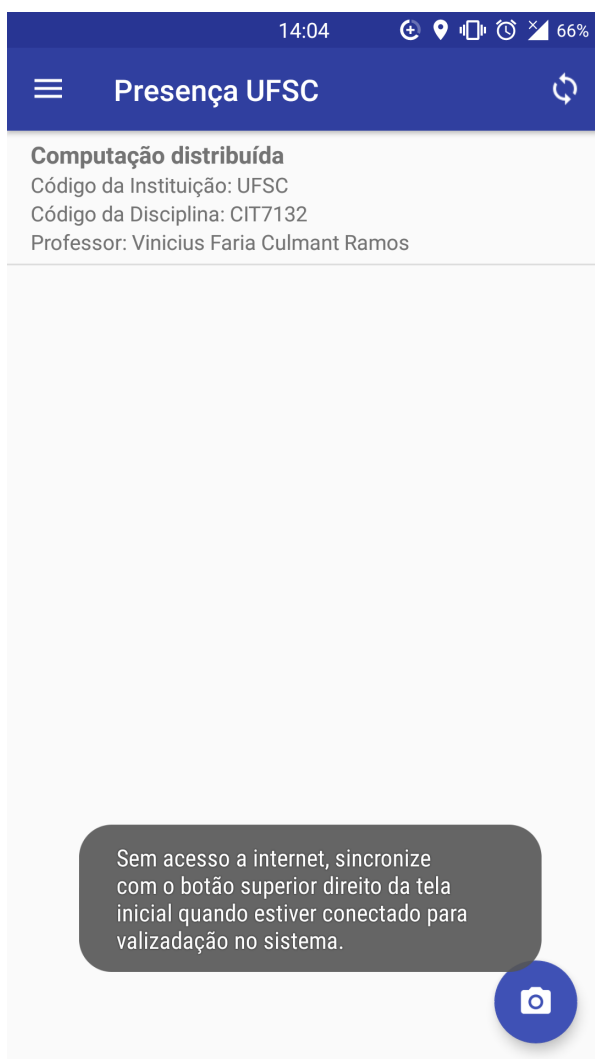 14:04 66%
Presença UFSC
Computação distribuída
Código da Instituição: UFSC
Código da Disciplina: CIT7132
Professor: Vinicius Faria Culmant Ramos
Sem acesso a internet, sincronize
com o botão superior direito da tela
inicial quando estiver conectado para
valizadação no sistema.